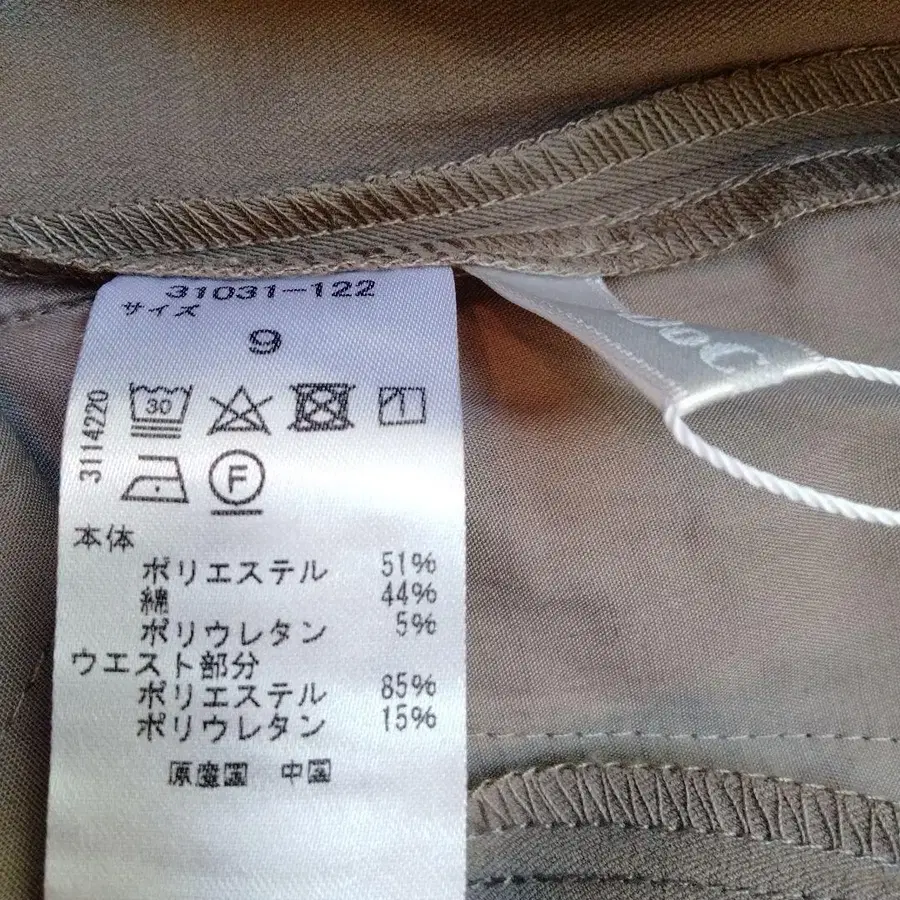 31031-122
サイズ
9
3114220
30
F
本体
ポリエステル 51%
綿 44%
ポリウレタン 5%
ウエスト部分
ポリエステル 85%
ポリウレタン 15%
原産国 中国